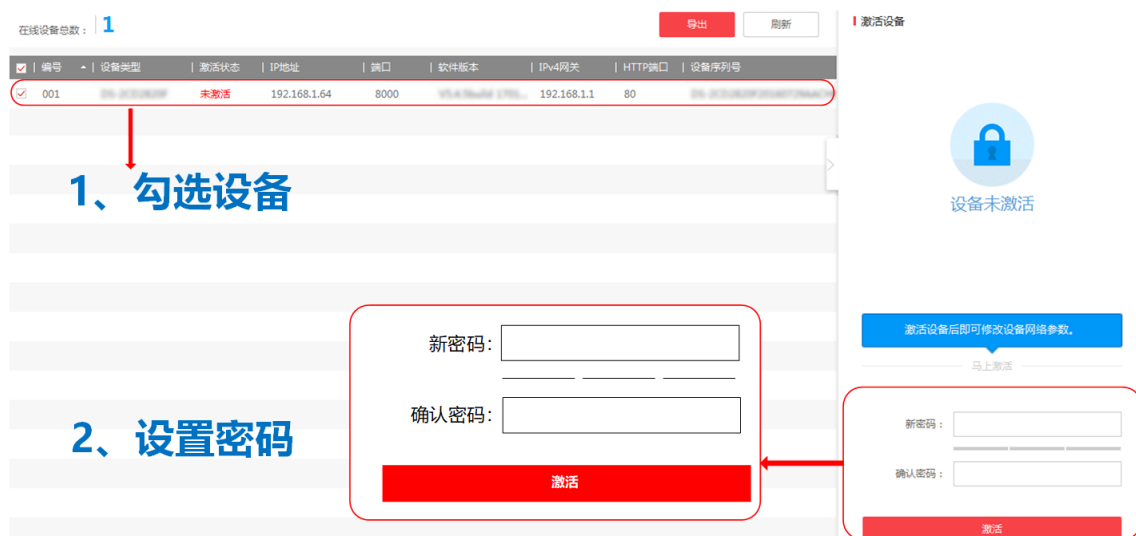 在线设备总数： 1
导出
刷新
激活设备
编号 设备类型 激活状态 IP地址 端口 软件版本 IPv4网关 HTTP端口 设备序列号
001 未激活 192.168.1.64 8000 192.168.1.1 80
1、勾选设备
设备未激活
激活设备后即可修改设备网络参数。
马上激活
新密码：
确认密码：
激活
2、设置密码
新密码：
确认密码：
激活